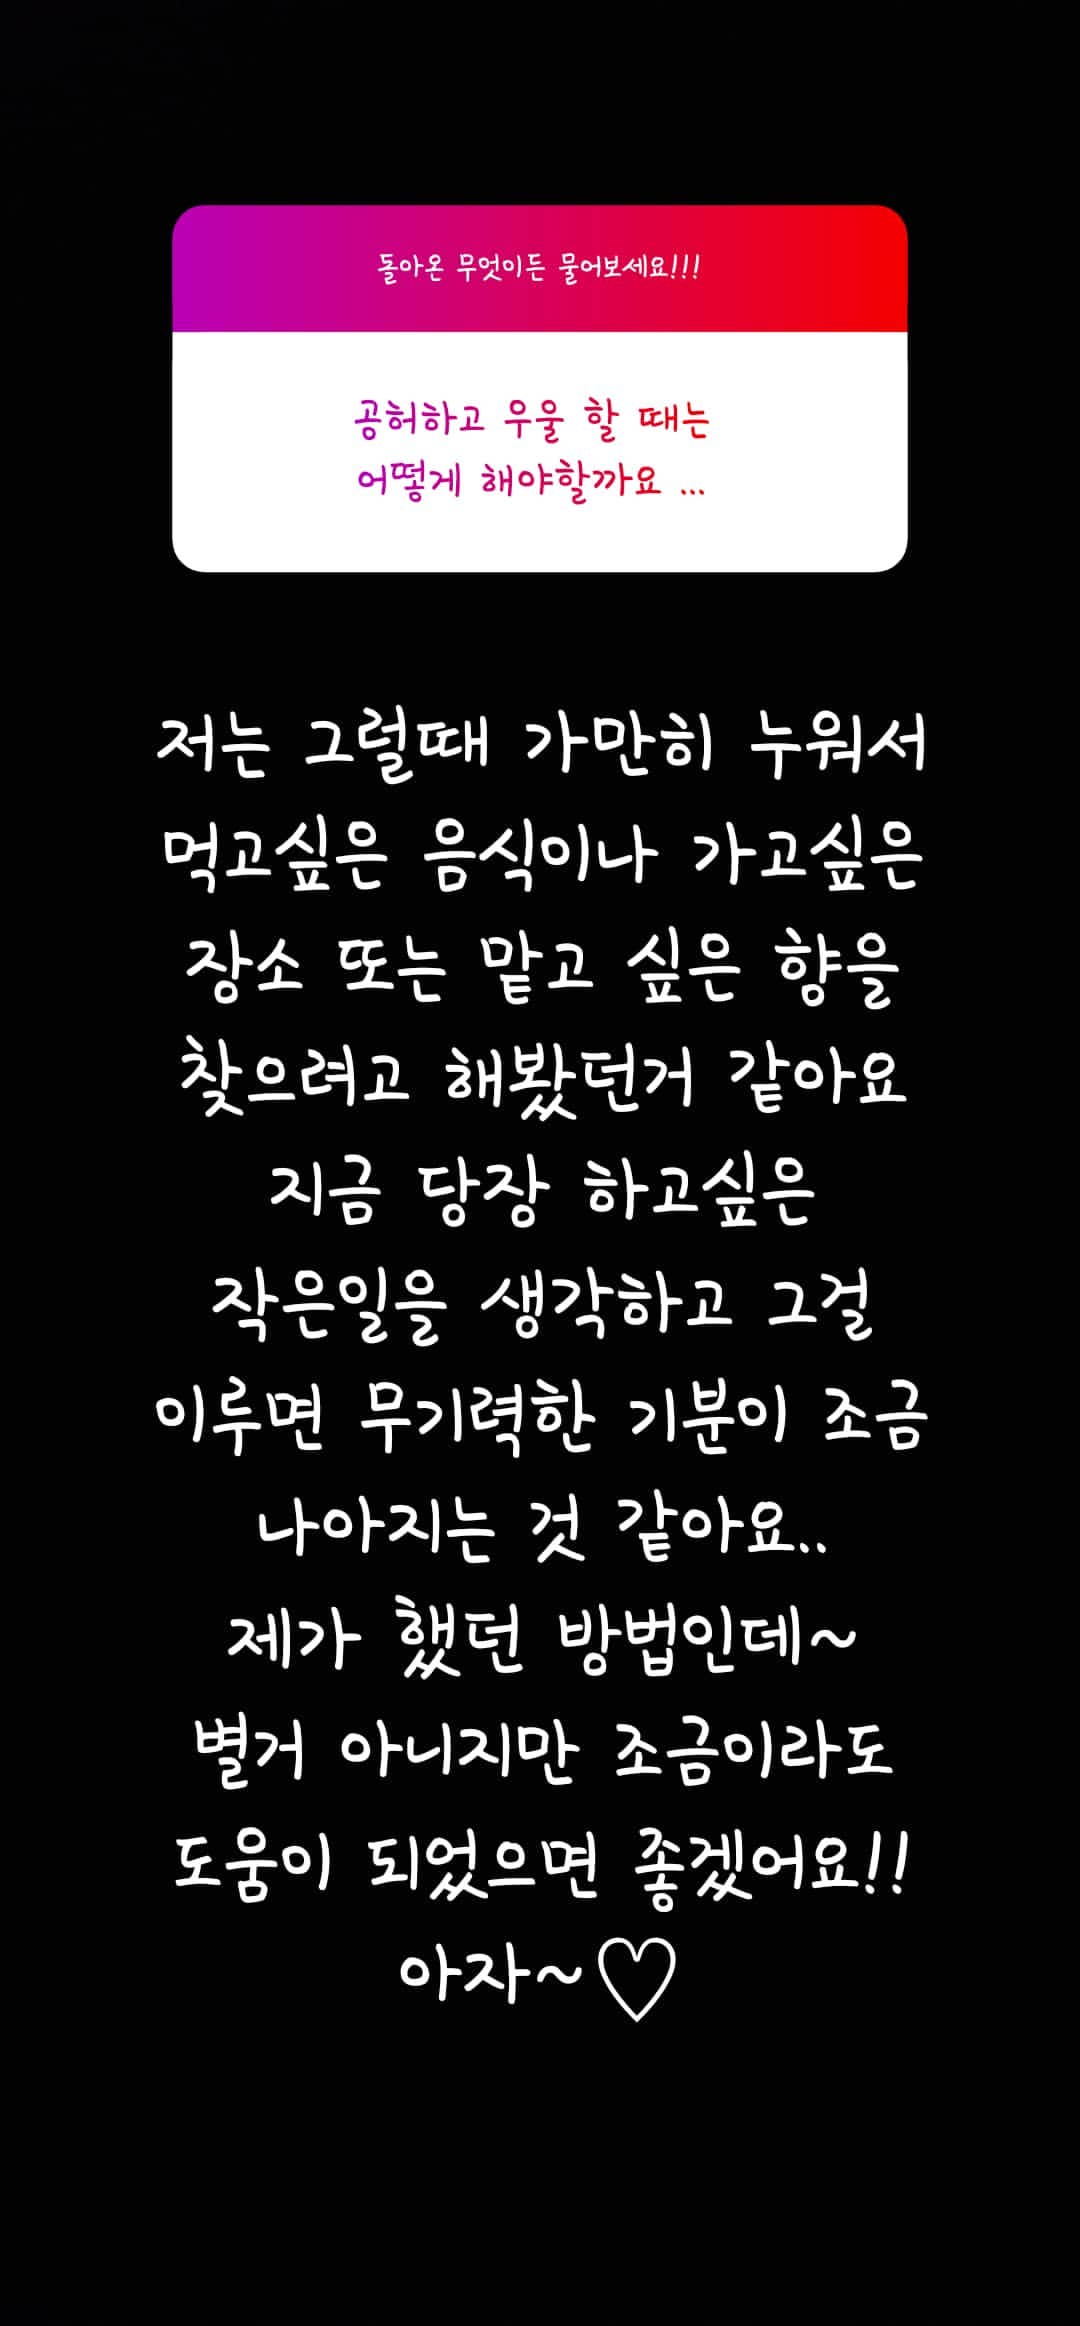 돌아온 무엇이든 물어보세요!!!
공허하고 우울 할 때는
어떻게 해야할까요 ...
저는 그럴때 가만히 누워서
먹고싶은 음식이나 가고싶은
장소 또는 맡고 싶은 향을
찾으려고 해봤던거 같아요
지금 당장 하고싶은
작은일을 생각하고 그걸
이루면 무기력한 기분이 조금
나아지는 것 같아요..
제가 했던 방법인데~
별거 아니지만 조금이라도
도움이 되었으면 좋겠어요!!
아자~♡